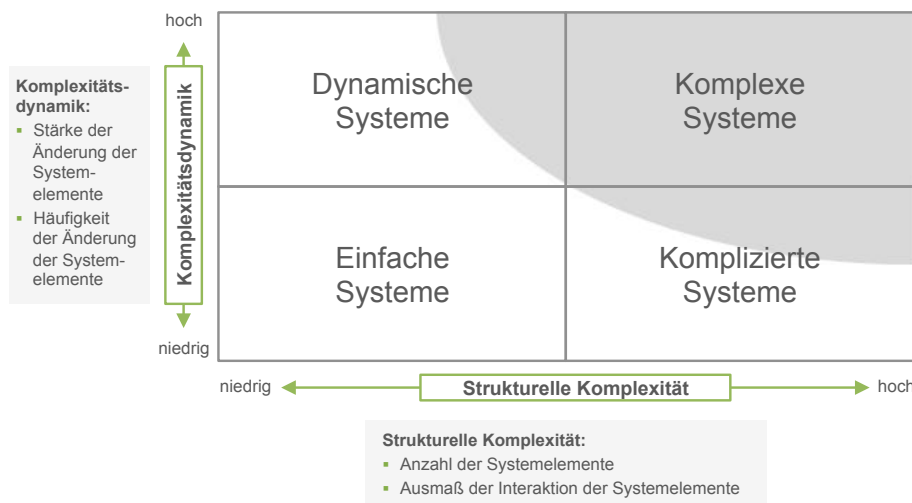 hoch
Komplexitäts-
dynamik:
▪ Stärke der
Änderung der
System-
elemente
▪ Häufigkeit
der Änderung
der System-
elemente
Komplexitätsdynamik
niedrig
Dynamische
Systeme
Komplexe
Systeme
Einfache
Systeme
Komplizierte
Systeme
niedrig
Strukturelle Komplexität
hoch
Strukturelle Komplexität:
▪ Anzahl der Systemelemente
▪ Ausmaß der Interaktion der Systemelemente